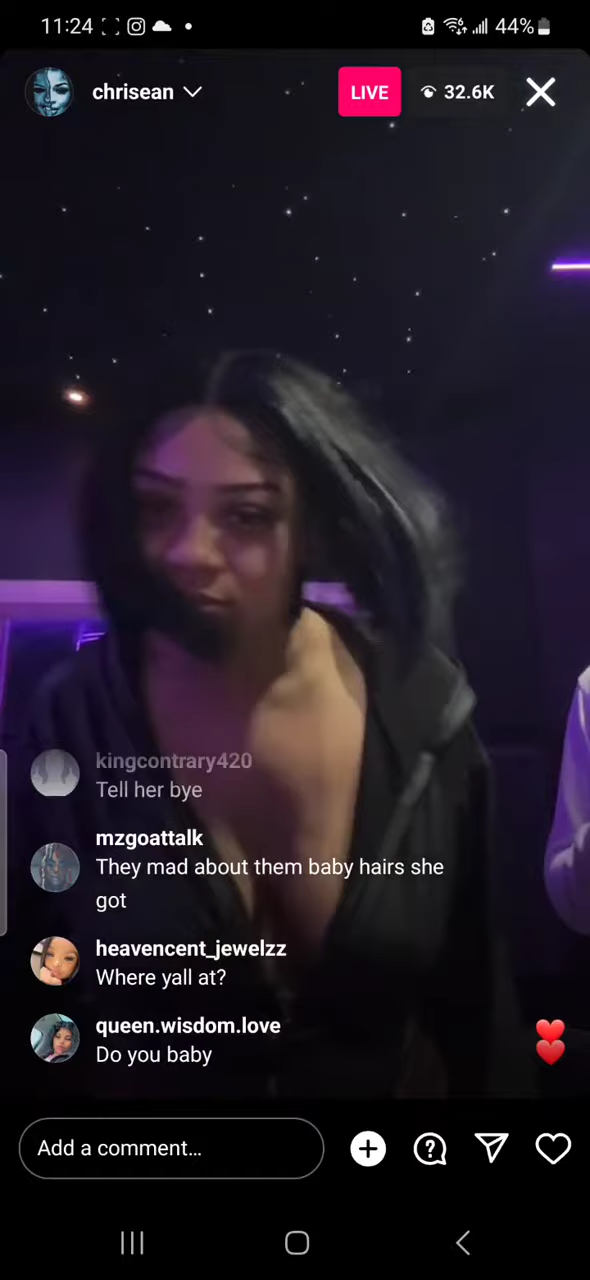 11:24
44%
chrisean
LIVE
32.6K
kingcontrary420
Tell her bye
mzgoattalk
They mad about them baby hairs she
got
heavencent_jewelzz
Where yall at?
queen.wisdom.love
Do you baby
Add a comment...